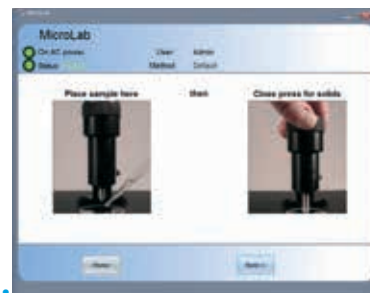 MicroLab
On AC power User: Admin
Status: Method: Default
Place sample here then Close press for solids